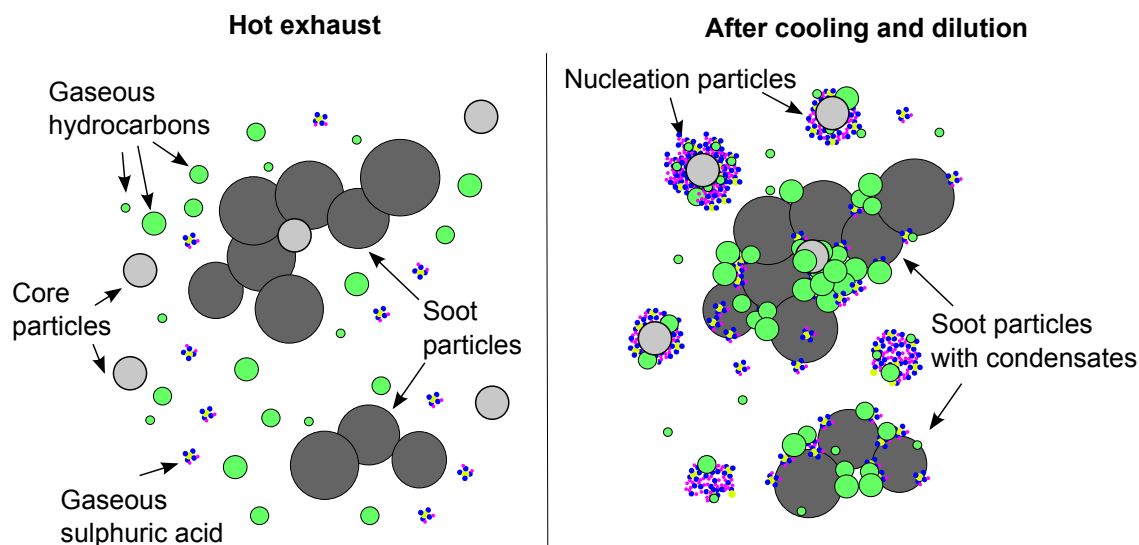 Hot exhaust
Gaseous
hydrocarbons
Core
particles
Soot
particles
Gaseous
sulphuric acid
After cooling and dilution
Nucleation particles
Soot particles
with condensates